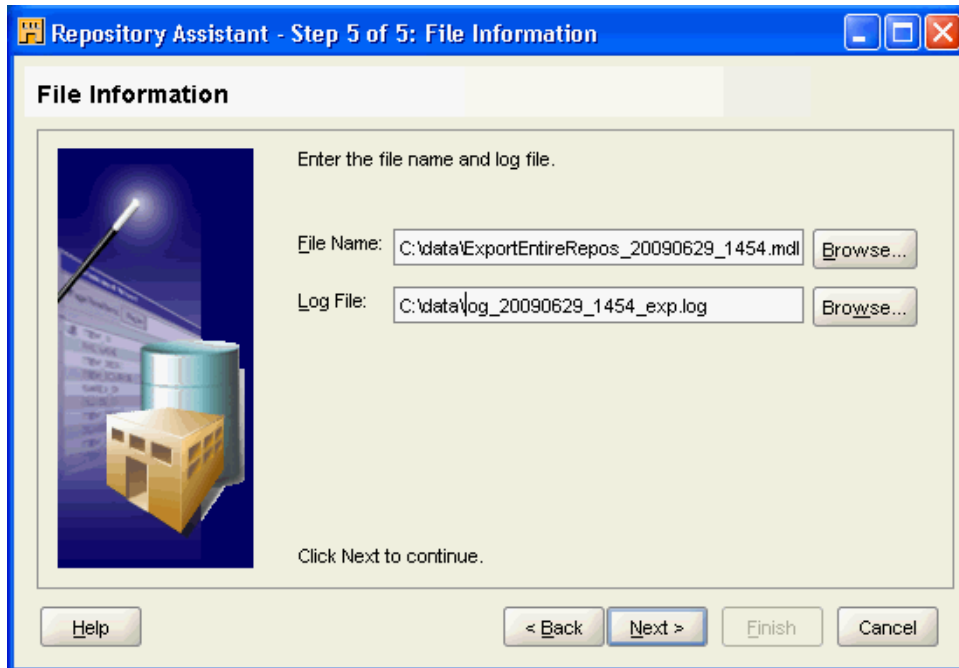 Repository Assistant - Step 5 of 5: File Information
File Information
Enter the file name and log file.
File Name: C:\data\ExportEntireRepos_20090629_1454.mdl Browse...
Log File: C:\data\log_20090629_1454_exp.log Browse...
Click Next to continue.
Help < Back Next > Finish Cancel